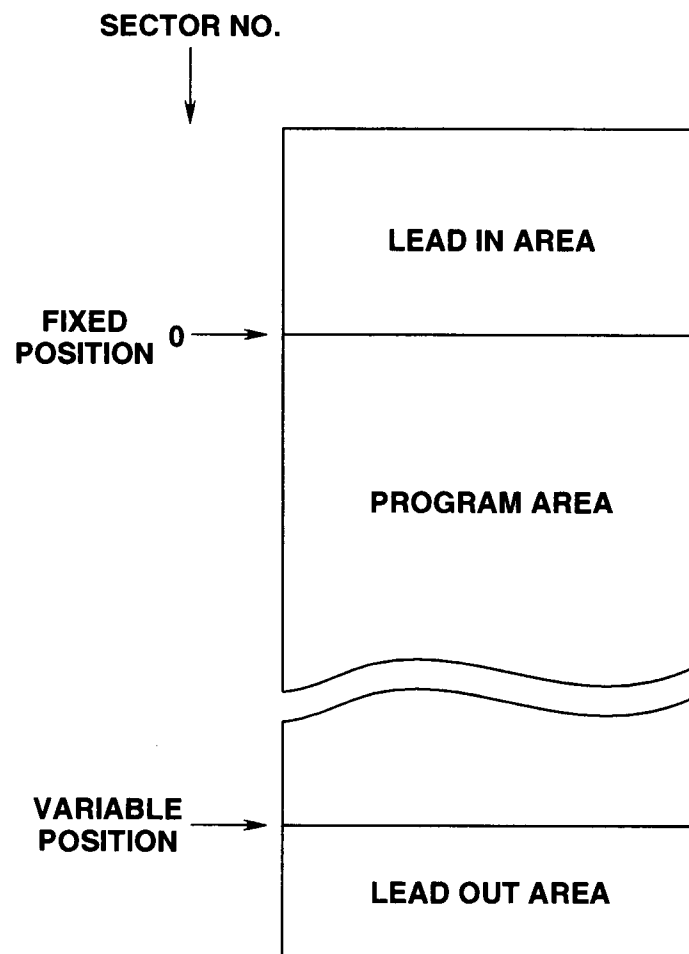 SECTOR NO.
LEAD IN AREA
FIXED
POSITION 0
PROGRAM AREA
VARIABLE
POSITION
LEAD OUT AREA